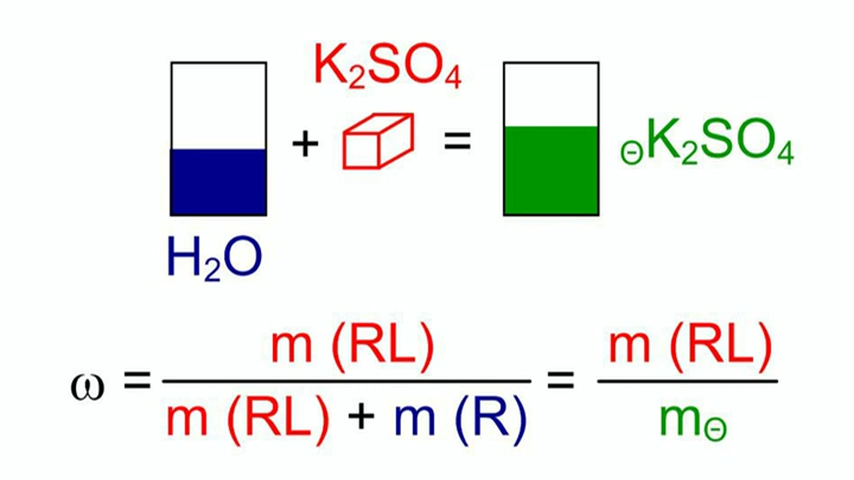 K₂SO₄
+ =
ΘK₂SO₄
H₂O
ω = m (RL) / m (RL) + m (R) = m (RL) / mΘ